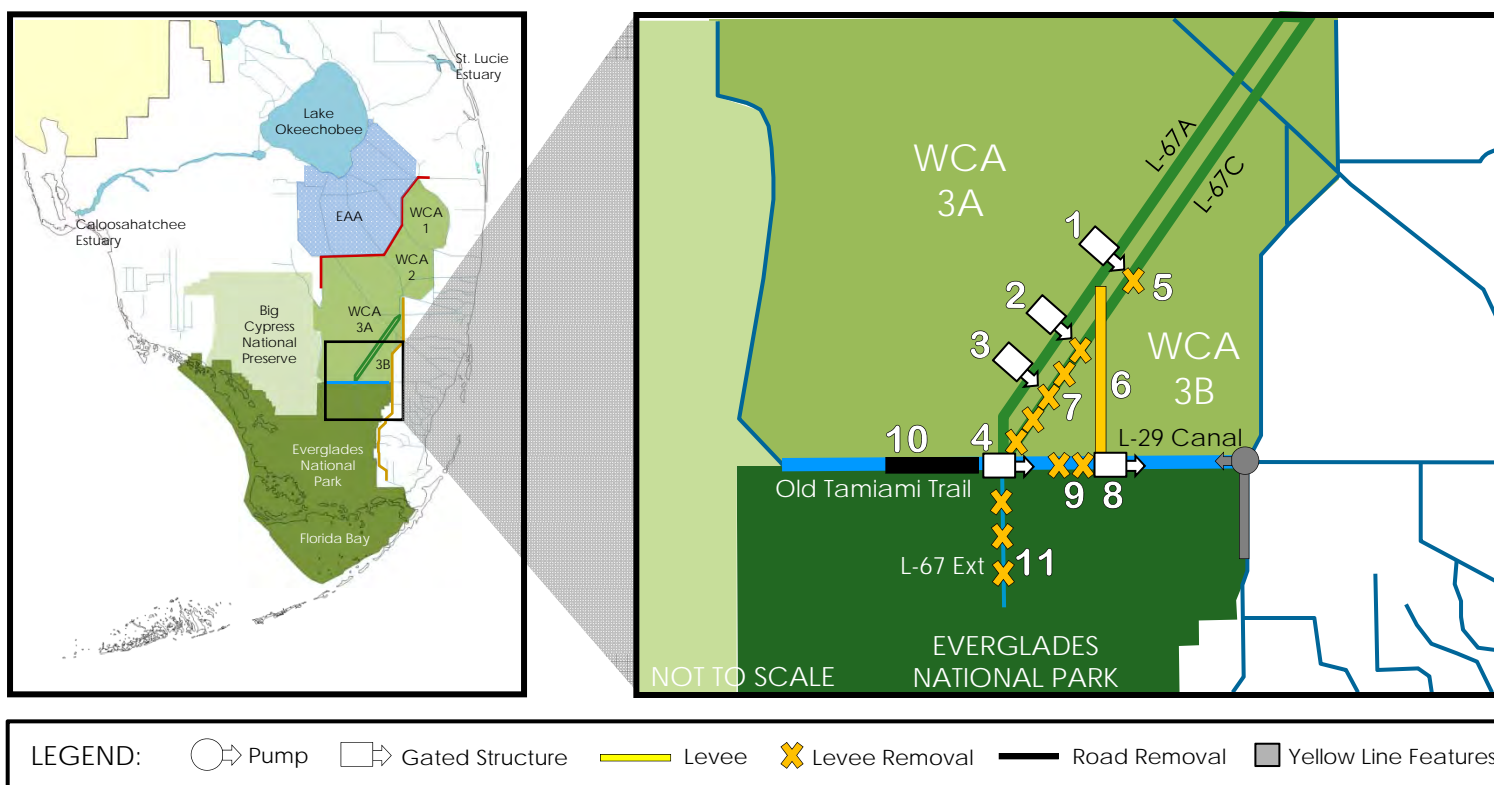 St. Lucie
Estuary
Lake
Okeechobee
EAA
WCA
1
Caloosahatchee
Estuary
WCA
2
Big
Cypress
National
Preserve
WCA
3A
3B
Everglades
National
Park
Florida Bay
L-67A
L-67C
WCA
3A
1
5
2
3
WCA
3B
6
7
10
4
L-29 Canal
Old Tamiami Trail
9
8
L-67 Ext
11
EVERGLADES
NATIONAL PARK
NOT TO SCALE
LEGEND:
Pump
Gated Structure
Levee
Levee Removal
Road Removal
Yellow Line Features